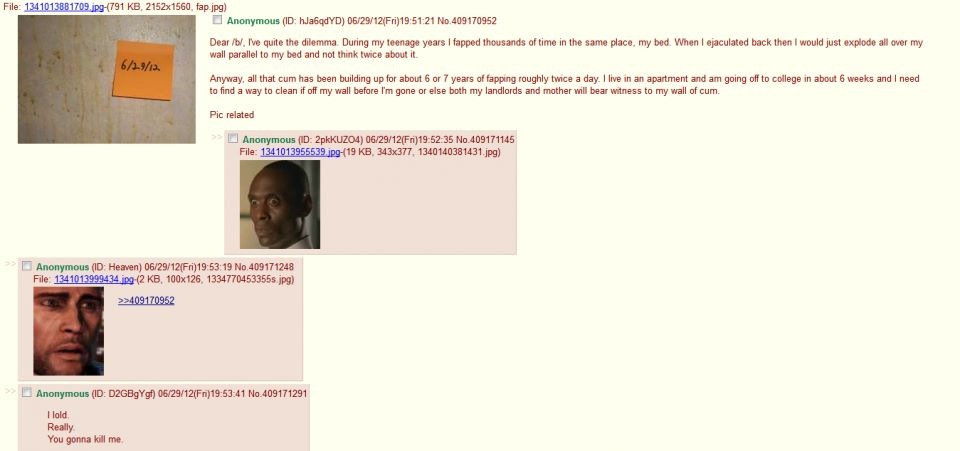 File: 1341013881709.jpg-(791 KB, 2152x1560, fap.jpg)
6/29/12
Anonymous (ID: hJa6qdYD) 06/29/12(Fri)19:51:21 No.409170952
Dear /b/, I've quite the dilemma. During my teenage years I fapped thousands of time in the same place, my bed. When I ejaculated back then I would just explode all over my
wall parallel to my bed and not think twice about it.
Anyway, all that cum has been building up for about 6 or 7 years of fapping roughly twice a day. I live in an apartment and am going off to college in about 6 weeks and I need
to find a way to clean if off my wall before I'm gone or else both my landlords and mother will bear witness to my wall of cum.
Pic related
>> Anonymous (ID: 2pkKUZO4) 06/29/12(Fri)19:52:35 No.409171145
File: 1341013955539.jpg-(19 KB, 343x377, 1340140381431.jpg)
>> Anonymous (ID: Heaven) 06/29/12(Fri)19:53:19 No.409171248
File: 1341013999434.jpg-(2 KB, 100x126, 1334770453355s.jpg)
>>409170952
>> Anonymous (ID: D2GBgYgf) 06/29/12(Fri)19:53:41 No.409171291
I lold.
Really.
You gonna kill me.